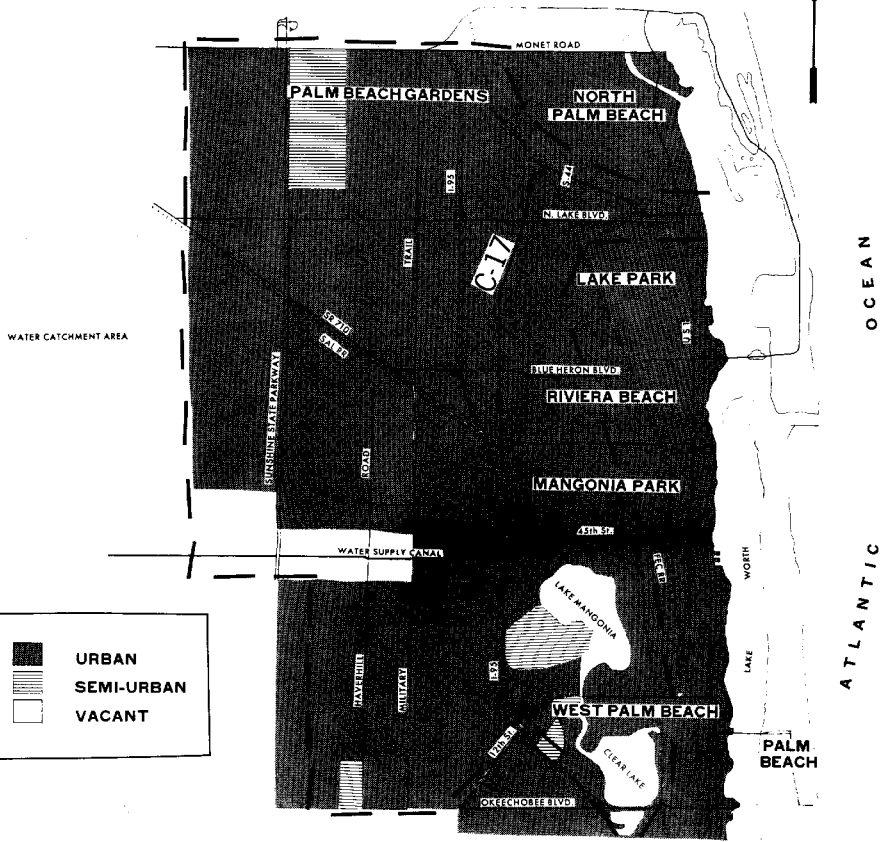 MONET ROAD
PALM BEACH GARDENS
NORTH
PALM BEACH
I-95
S-44
N. LAKE BLVD.
TRAIL
C-17
LAKE PARK
OCEAN
WATER CATCHMENT AREA
SR 710
SAL RR
U S 1
BLUE HERON BLVD.
RIVIERA BEACH
SUNSHINE STATE PARKWAY
ROAD
MANGONIA PARK
45th St.
WATER SUPPLY CANAL
FEC RR
WORTH
LAKE MANGONIA
ATLANTIC
URBAN
SEMI-URBAN
VACANT
HAVERHILL
MILITARY
I-95
LAKE
WEST PALM BEACH
12th St.
PALM
BEACH
CLEAR LAKE
OKEECHOBEE BLVD.